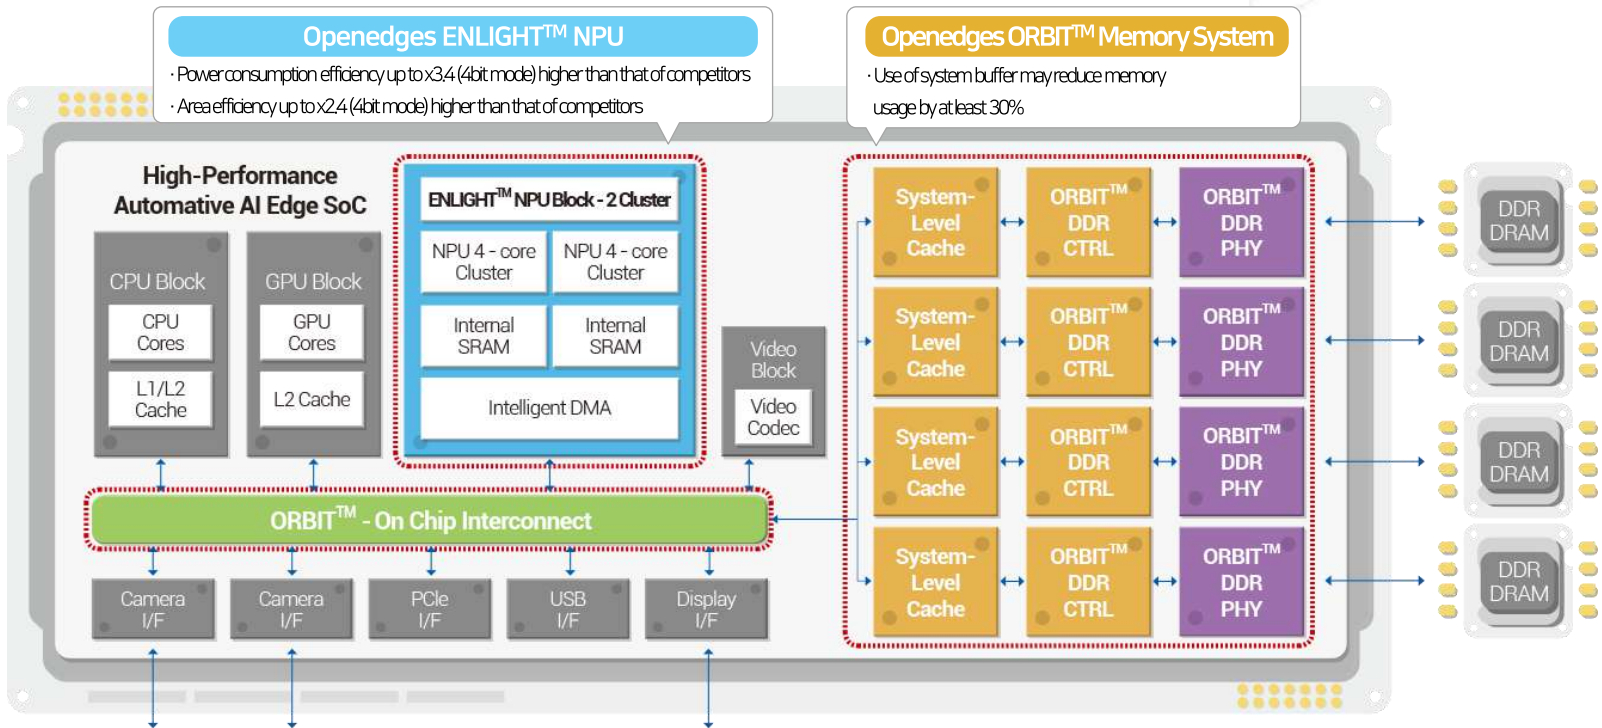 Openedges ENLIGHT™ NPU
· Power consumption efficiency up to x3.4 (4bit mode) higher than that of competitors
· Area efficiency up to x2.4 (4bit mode) higher than that of competitors
Openedges ORBIT™ Memory System
· Use of system buffer may reduce memory
usage by at least 30%
High-Performance
Automative AI Edge SoC
CPU Block
CPU
Cores
L1/L2
Cache
GPU Block
GPU
Cores
L2 Cache
ENLIGHT™ NPU Block - 2 Cluster
NPU 4 - core
Cluster
NPU 4 - core
Cluster
Internal
SRAM
Internal
SRAM
Intelligent DMA
Video
Block
Video
Codec
ORBIT™ - On Chip Interconnect
Camera
I/F
Camera
I/F
PCIe
I/F
USB
I/F
Display
I/F
System-
Level
Cache
ORBIT™
DDR
CTRL
ORBIT™
DDR
PHY
DDR
DRAM
System-
Level
Cache
ORBIT™
DDR
CTRL
ORBIT™
DDR
PHY
DDR
DRAM
System-
Level
Cache
ORBIT™
DDR
CTRL
ORBIT™
DDR
PHY
DDR
DRAM
System-
Level
Cache
ORBIT™
DDR
CTRL
ORBIT™
DDR
PHY
DDR
DRAM